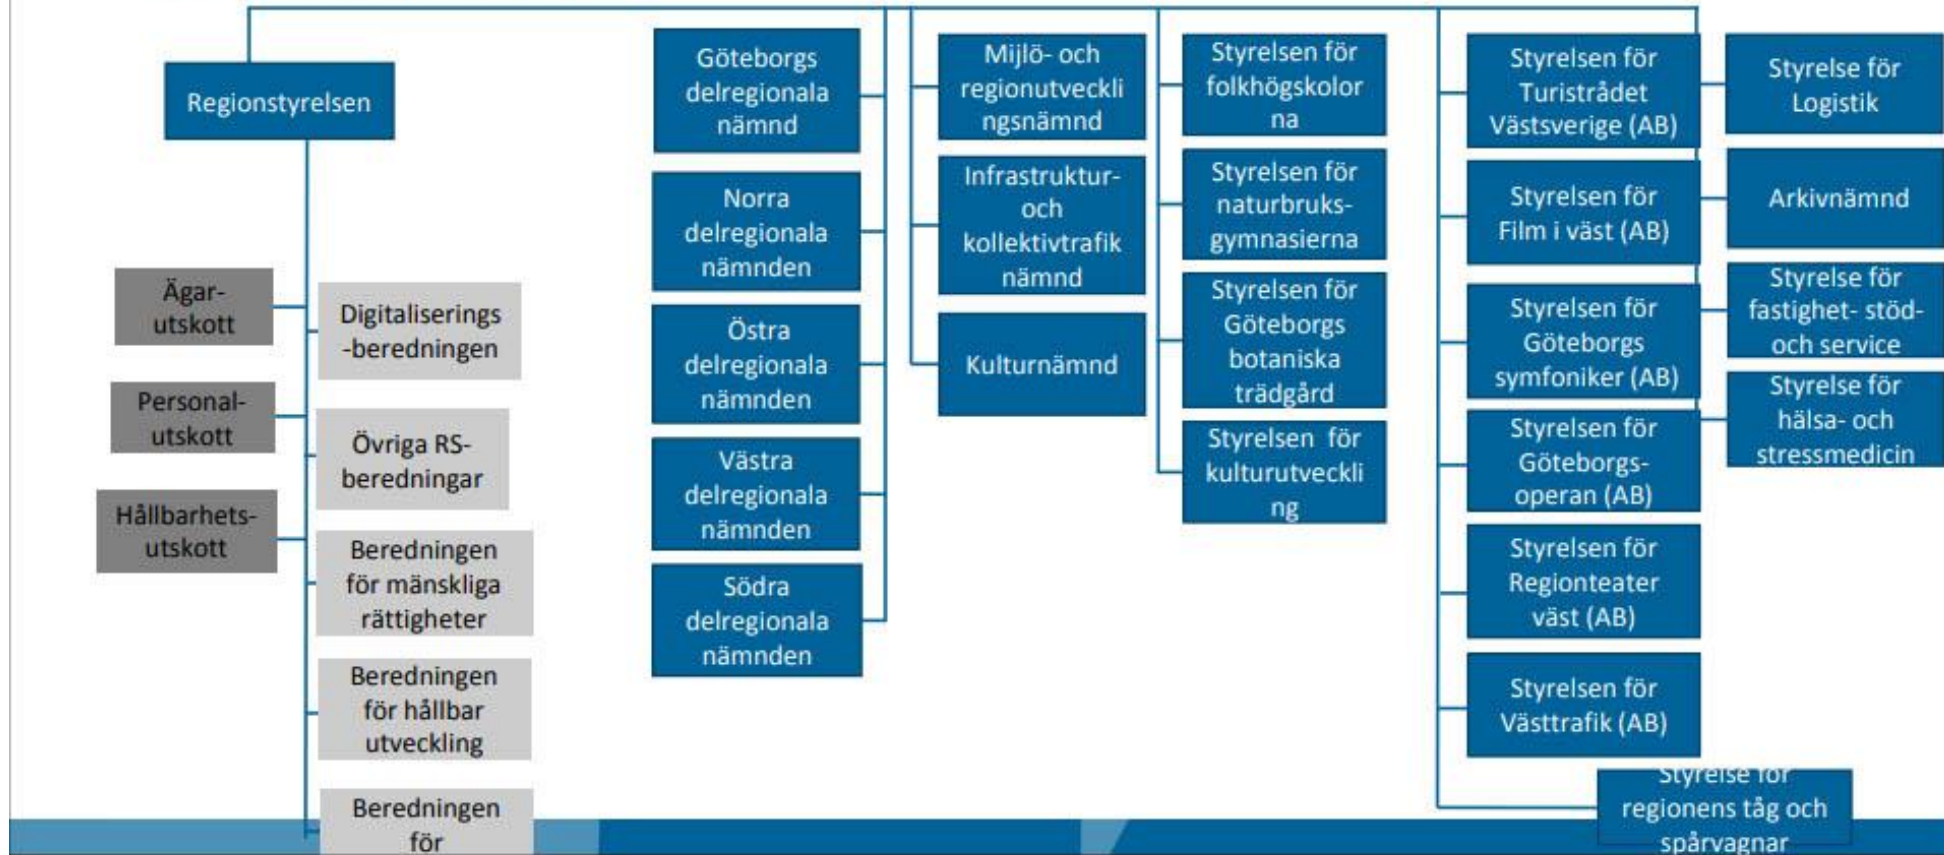 Regionstyrelsen
Ägar-
utskott
Personal-
utskott
Hållbarhets-
utskott
Digitaliserings
-beredningen
Övriga RS-
beredningar
Beredningen
för mänskliga
rättigheter
Beredningen
för hållbar
utveckling
Beredningen
för
Göteborgs
delregionala
nämnd
Norra
delregionala
nämnden
Östra
delregionala
nämnden
Västra
delregionala
nämnden
Södra
delregionala
nämnden
Mijlö- och
regionutveckli
ngsnämnd
Infrastruktur-
och
kollektivtrafik
nämnd
Kulturnämnd
Styrelsen för
folkhögskolor
na
Styrelsen för
naturbruks-
gymnasierna
Styrelsen för
Göteborgs
botaniska
trädgård
Styrelsen för
kulturutveckli
ng
Styrelsen för
Turistrådet
Västsverige (AB)
Styrelsen för
Film i väst (AB)
Styrelsen för
Göteborgs
symfoniker (AB)
Styrelsen för
Göteborgs-
operan (AB)
Styrelsen för
Regionteater
väst (AB)
Styrelsen för
Västtrafik (AB)
Styrelse för
regionens tåg och
spårvagnar
Styrelse för
Logistik
Arkivnämnd
Styrelse för
fastighet- stöd-
och service
Styrelse för
hälsa- och
stressmedicin